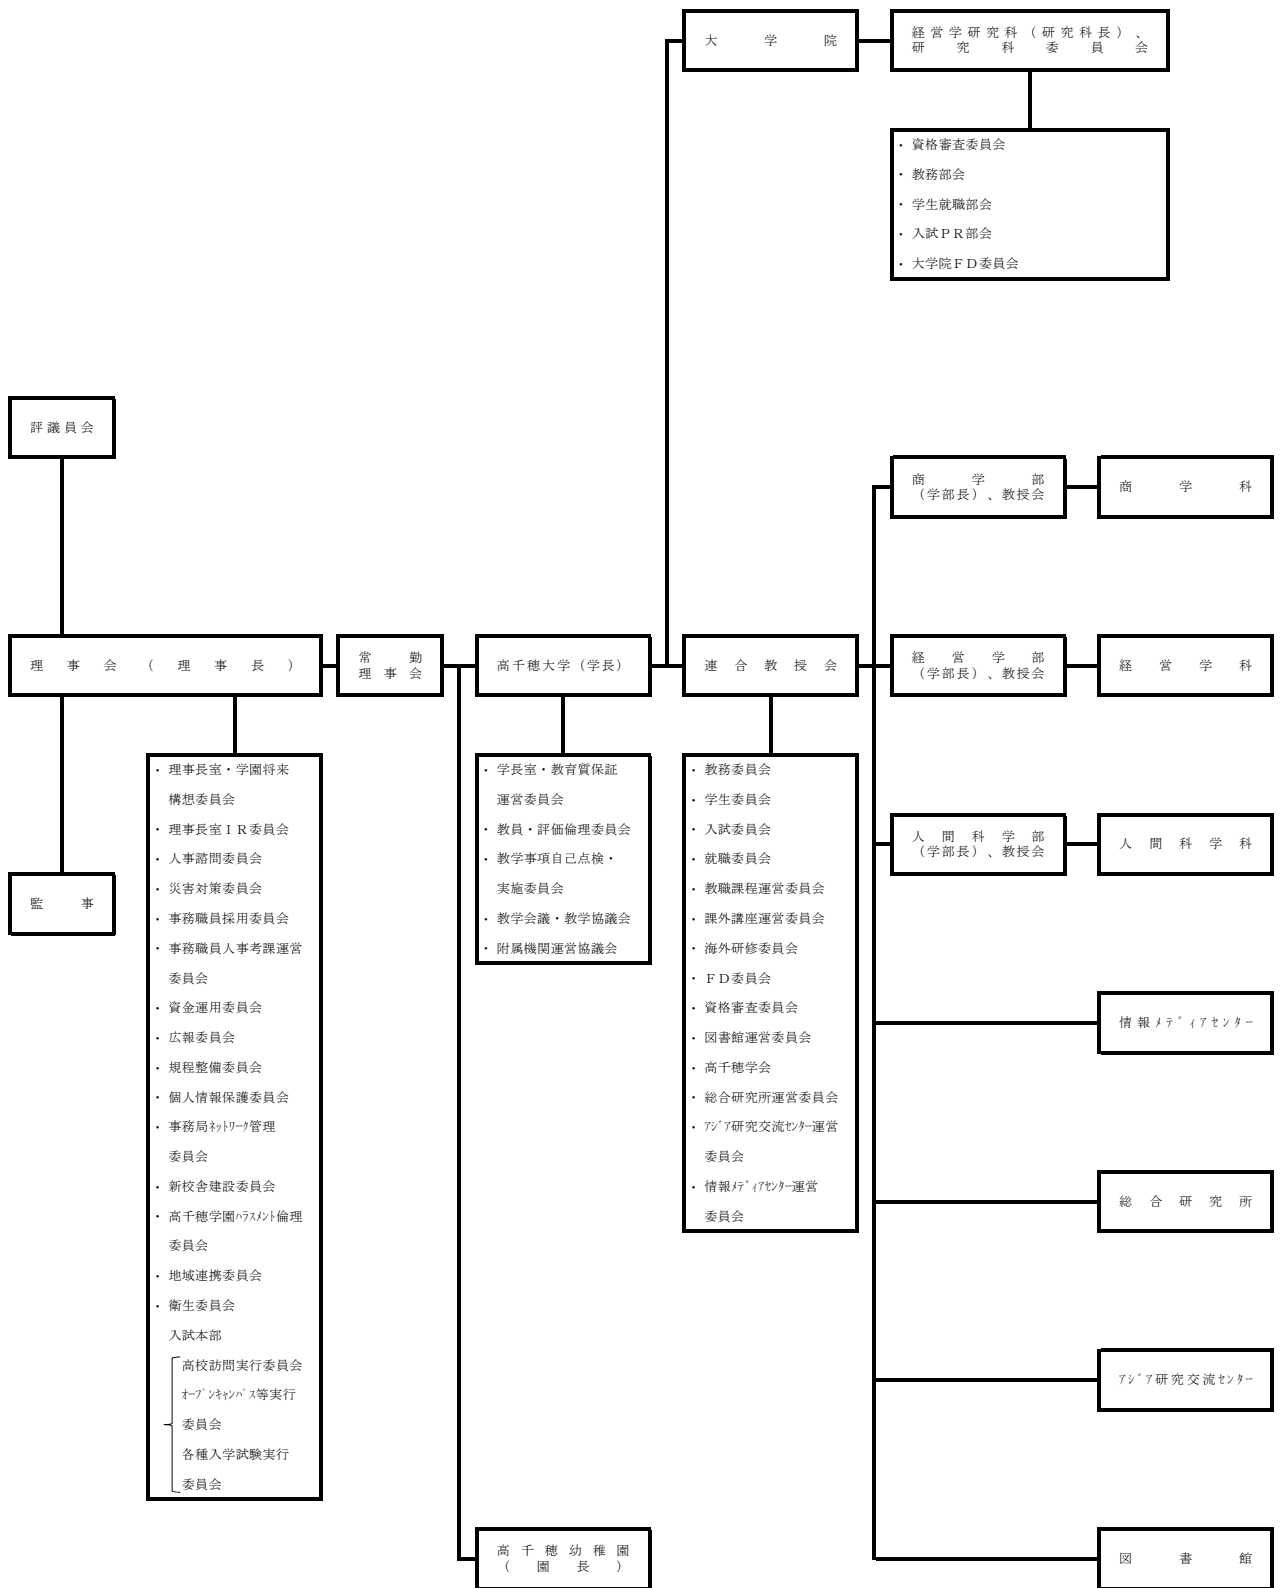 大学院
経営学研究科（研究科長）、
研究科委員会
・資格審査委員会
・教務部会
・学生就職部会
・入試ＰＲ部会
・大学院ＦＤ委員会
評議員会
商学部
（学部長）、教授会
商学科
理事会（理事長）
常勤
理事会
高千穂大学（学長）
連合教授会
経営学部
（学部長）、教授会
経営学科
・理事長室・学園将来
構想委員会
・理事長室ＩＲ委員会
・人事諮問委員会
・災害対策委員会
・事務職員採用委員会
・事務職員人事考課運営
委員会
・資金運用委員会
・広報委員会
・規程整備委員会
・個人情報保護委員会
・事務局ﾈｯﾄﾜｰｸ管理
委員会
・新校舎建設委員会
・高千穂学園ﾊﾗｽﾒﾝﾄ倫理
委員会
・地域連携委員会
・衛生委員会
入試本部
高校訪問実行委員会
ｵｰﾌﾟﾝｷｬﾝﾊﾟｽ等実行
委員会
各種入学試験実行
委員会
・学長室・教育質保証
運営委員会
・教員・評価倫理委員会
・教学事項自己点検・
実施委員会
・教学会議・教学協議会
・附属機関運営協議会
・教務委員会
・学生委員会
・入試委員会
・就職委員会
・教職課程運営委員会
・課外講座運営委員会
・海外研修委員会
・ＦＤ委員会
・資格審査委員会
・図書館運営委員会
・高千穂学会
・総合研究所運営委員会
・ｱｼﾞｱ研究交流ｾﾝﾀｰ運営
委員会
・情報ﾒﾃﾞｨｱｾﾝﾀｰ運営
委員会
人間科学部
（学部長）、教授会
人間科学科
監事
情報ﾒﾃﾞｨｱｾﾝﾀｰ
総合研究所
ｱｼﾞｱ研究交流ｾﾝﾀｰ
高千穂幼稚園
（園長）
図書館